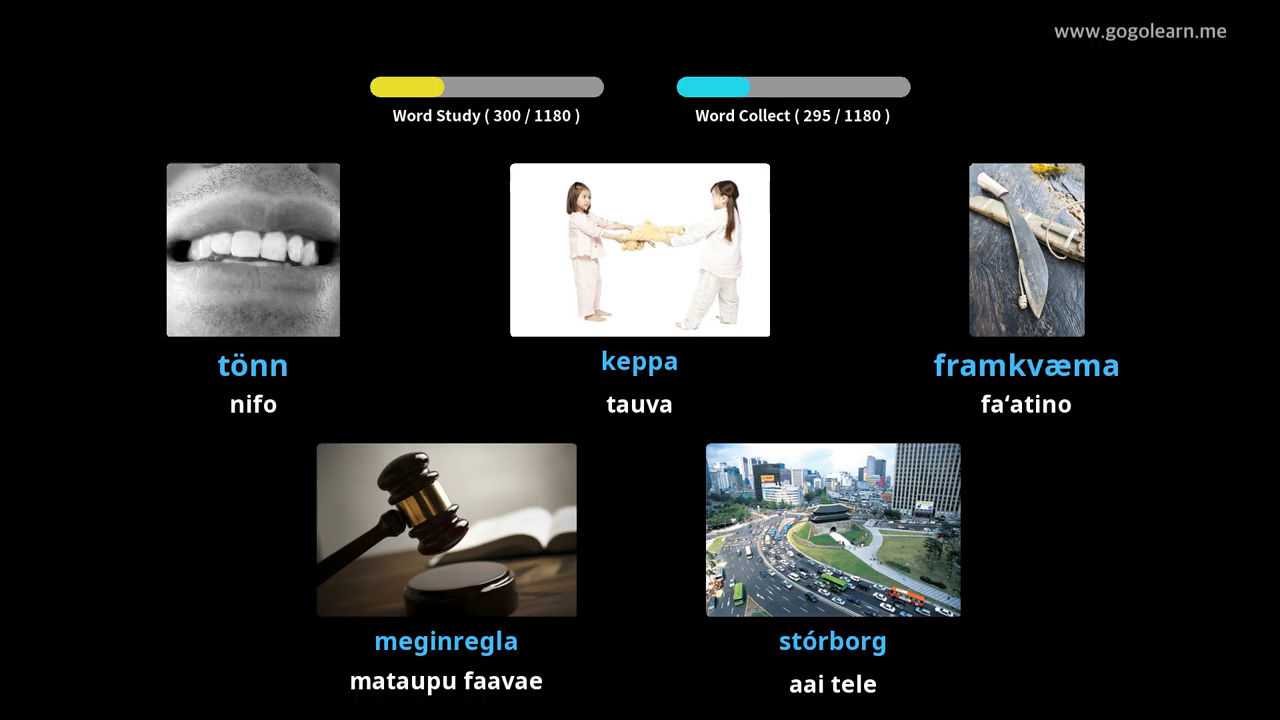 www.gogolearn.me
Word Study ( 300 / 1180 )
Word Collect ( 295 / 1180 )
tönn
nifo
keppa
tauva
framkvæma
fa‘atino
meginregla
mataupu faavae
stórborg
aai tele